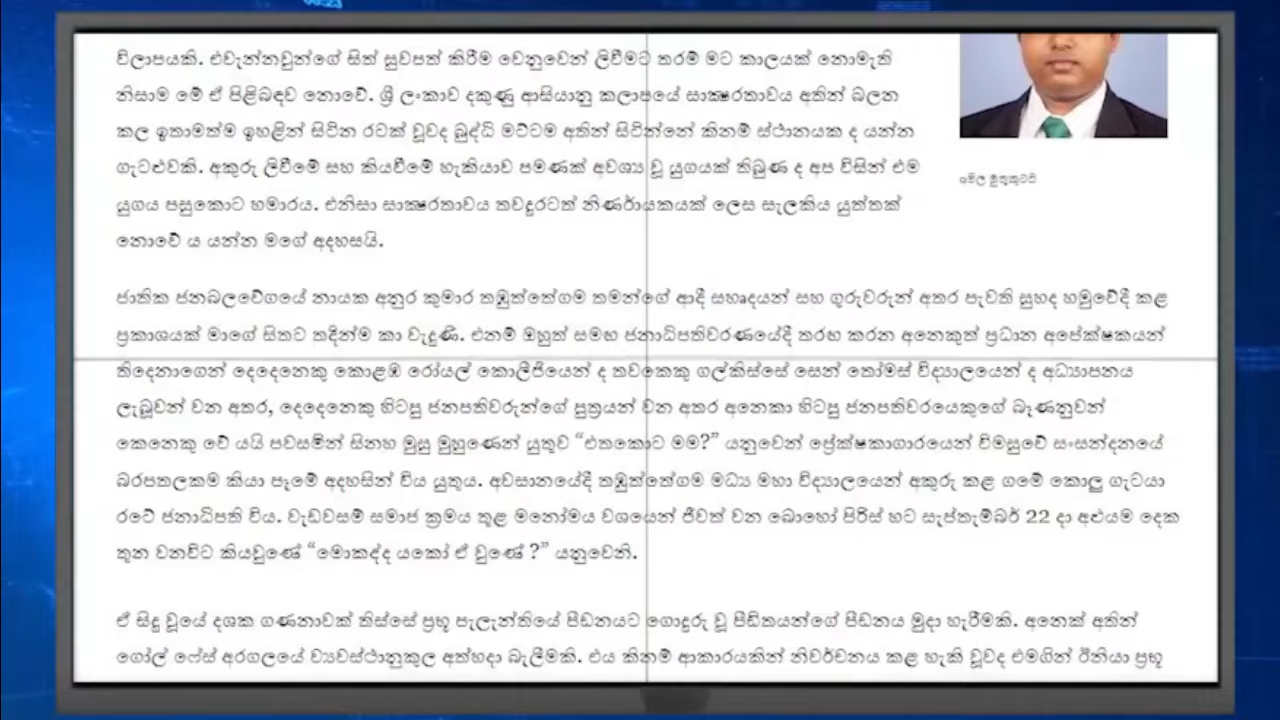 විලාපයකි. එවැන්නවුන්ගේ සිත් සුවපත් කිරීම වෙනුවෙන් ලිවීමට තරම් මට කාලයක් නොමැති
නිසාම මේ ඒ පිළිබඳව නොවේ. ශ්‍රී ලංකාව දකුණු ආසියානු කලාපයේ සාක්‍ෂරතාවය අතින් බලන
කල ඉතාමත්ම ඉහළින් සිටින රටක් වූවද බුද්ධි මට්ටම අතින් සිටින්නේ කිනම් ස්ථානයක ද යන්න
ගැටළුවකි. අකුරු ලිවීමේ සහ කියවීමේ හැකියාව පමණක් අවශ්‍ය වූ යුගයක් තිබුණ ද අප විසින් එම
යුගය පසුකොට හමාරය. එනිසා සාක්‍ෂරතාවය තවදුරටත් නිර්ණායකයක් ලෙස සැලකිය යුත්තක්
නොවේ ය යන්න මගේ අදහසයි.
ජාතික ජනබලවේගයේ නායක අනුර කුමාර තඹුත්තේගම තමන්ගේ ආදී සහෘදයන් සහ ගුරුවරුන් අතර පැවති සුහද හමුවේදී කළ
ප්‍රකාශයක් මාගේ සිතට තදින්ම කා වැදුණි. එනම් ඔහුත් සමඟ ජනාධිපතිවරණයේදී තරඟ කරන අනෙකුත් ප්‍රධාන අපේක්ෂකයන්
තිදෙනාගෙන් දෙදෙනෙකු කොළඹ රෝයල් කොලීජියෙන් ද තවකෙකු ගල්කිස්සේ සෙන් තෝමස් විද්‍යාලයෙන් ද අධ්‍යාපනය
ලැබූවන් වන අතර, දෙදෙනෙකු හිටපු ජනපතිවරුන්ගේ පුත්‍රයන් වන අතර අනෙකා හිටපු ජනපතිවරයෙකුගේ බෑණනුවන්
කෙනෙකු වේ යයි පවසමින් සිනහ මුසු මුහුණෙන් යුතුව “එතකොට මම?” යනුවෙන් ප්‍රේක්ෂකාගාරයෙන් විමසුවේ සංසන්දනයේ
බරපතලකම කියා පෑමේ අදහසින් විය යුතුය. අවසානයේදී තඹුත්තේගම මධ්‍ය මහා විද්‍යාලයෙන් අකුරු කළ ගමේ කොලු ගැටයා
රටේ ජනාධිපති විය. වැඩවසම් සමාජ ක්‍රමය තුළ මනෝමය වශයෙන් ජීවත් වන බොහෝ පිරිස් හට සැප්තැම්බර් 22 දා අළුයම දෙක
තුන වනවිට කියවුණේ “මොකද්ද යකෝ ඒ වුණේ ?” යනුවෙනි.
ඒ සිදු වූයේ දශක ගණනාවක් තිස්සේ ප්‍රභූ පැලැන්තියේ පීඩනයට ගොදුරු වූ පීඩිතයන්ගේ පීඩනය මුදා හැරීමකි. අනෙක් අතින්
ගෝල් ෆේස් අරගලයේ ව්‍යවස්ථානුකූල අත්හදා බැලීමකි. එය කිනම් ආකාරයකින් නිර්වචනය කළ හැකි වූවද එමගින් ඊනියා ප්‍රභූ